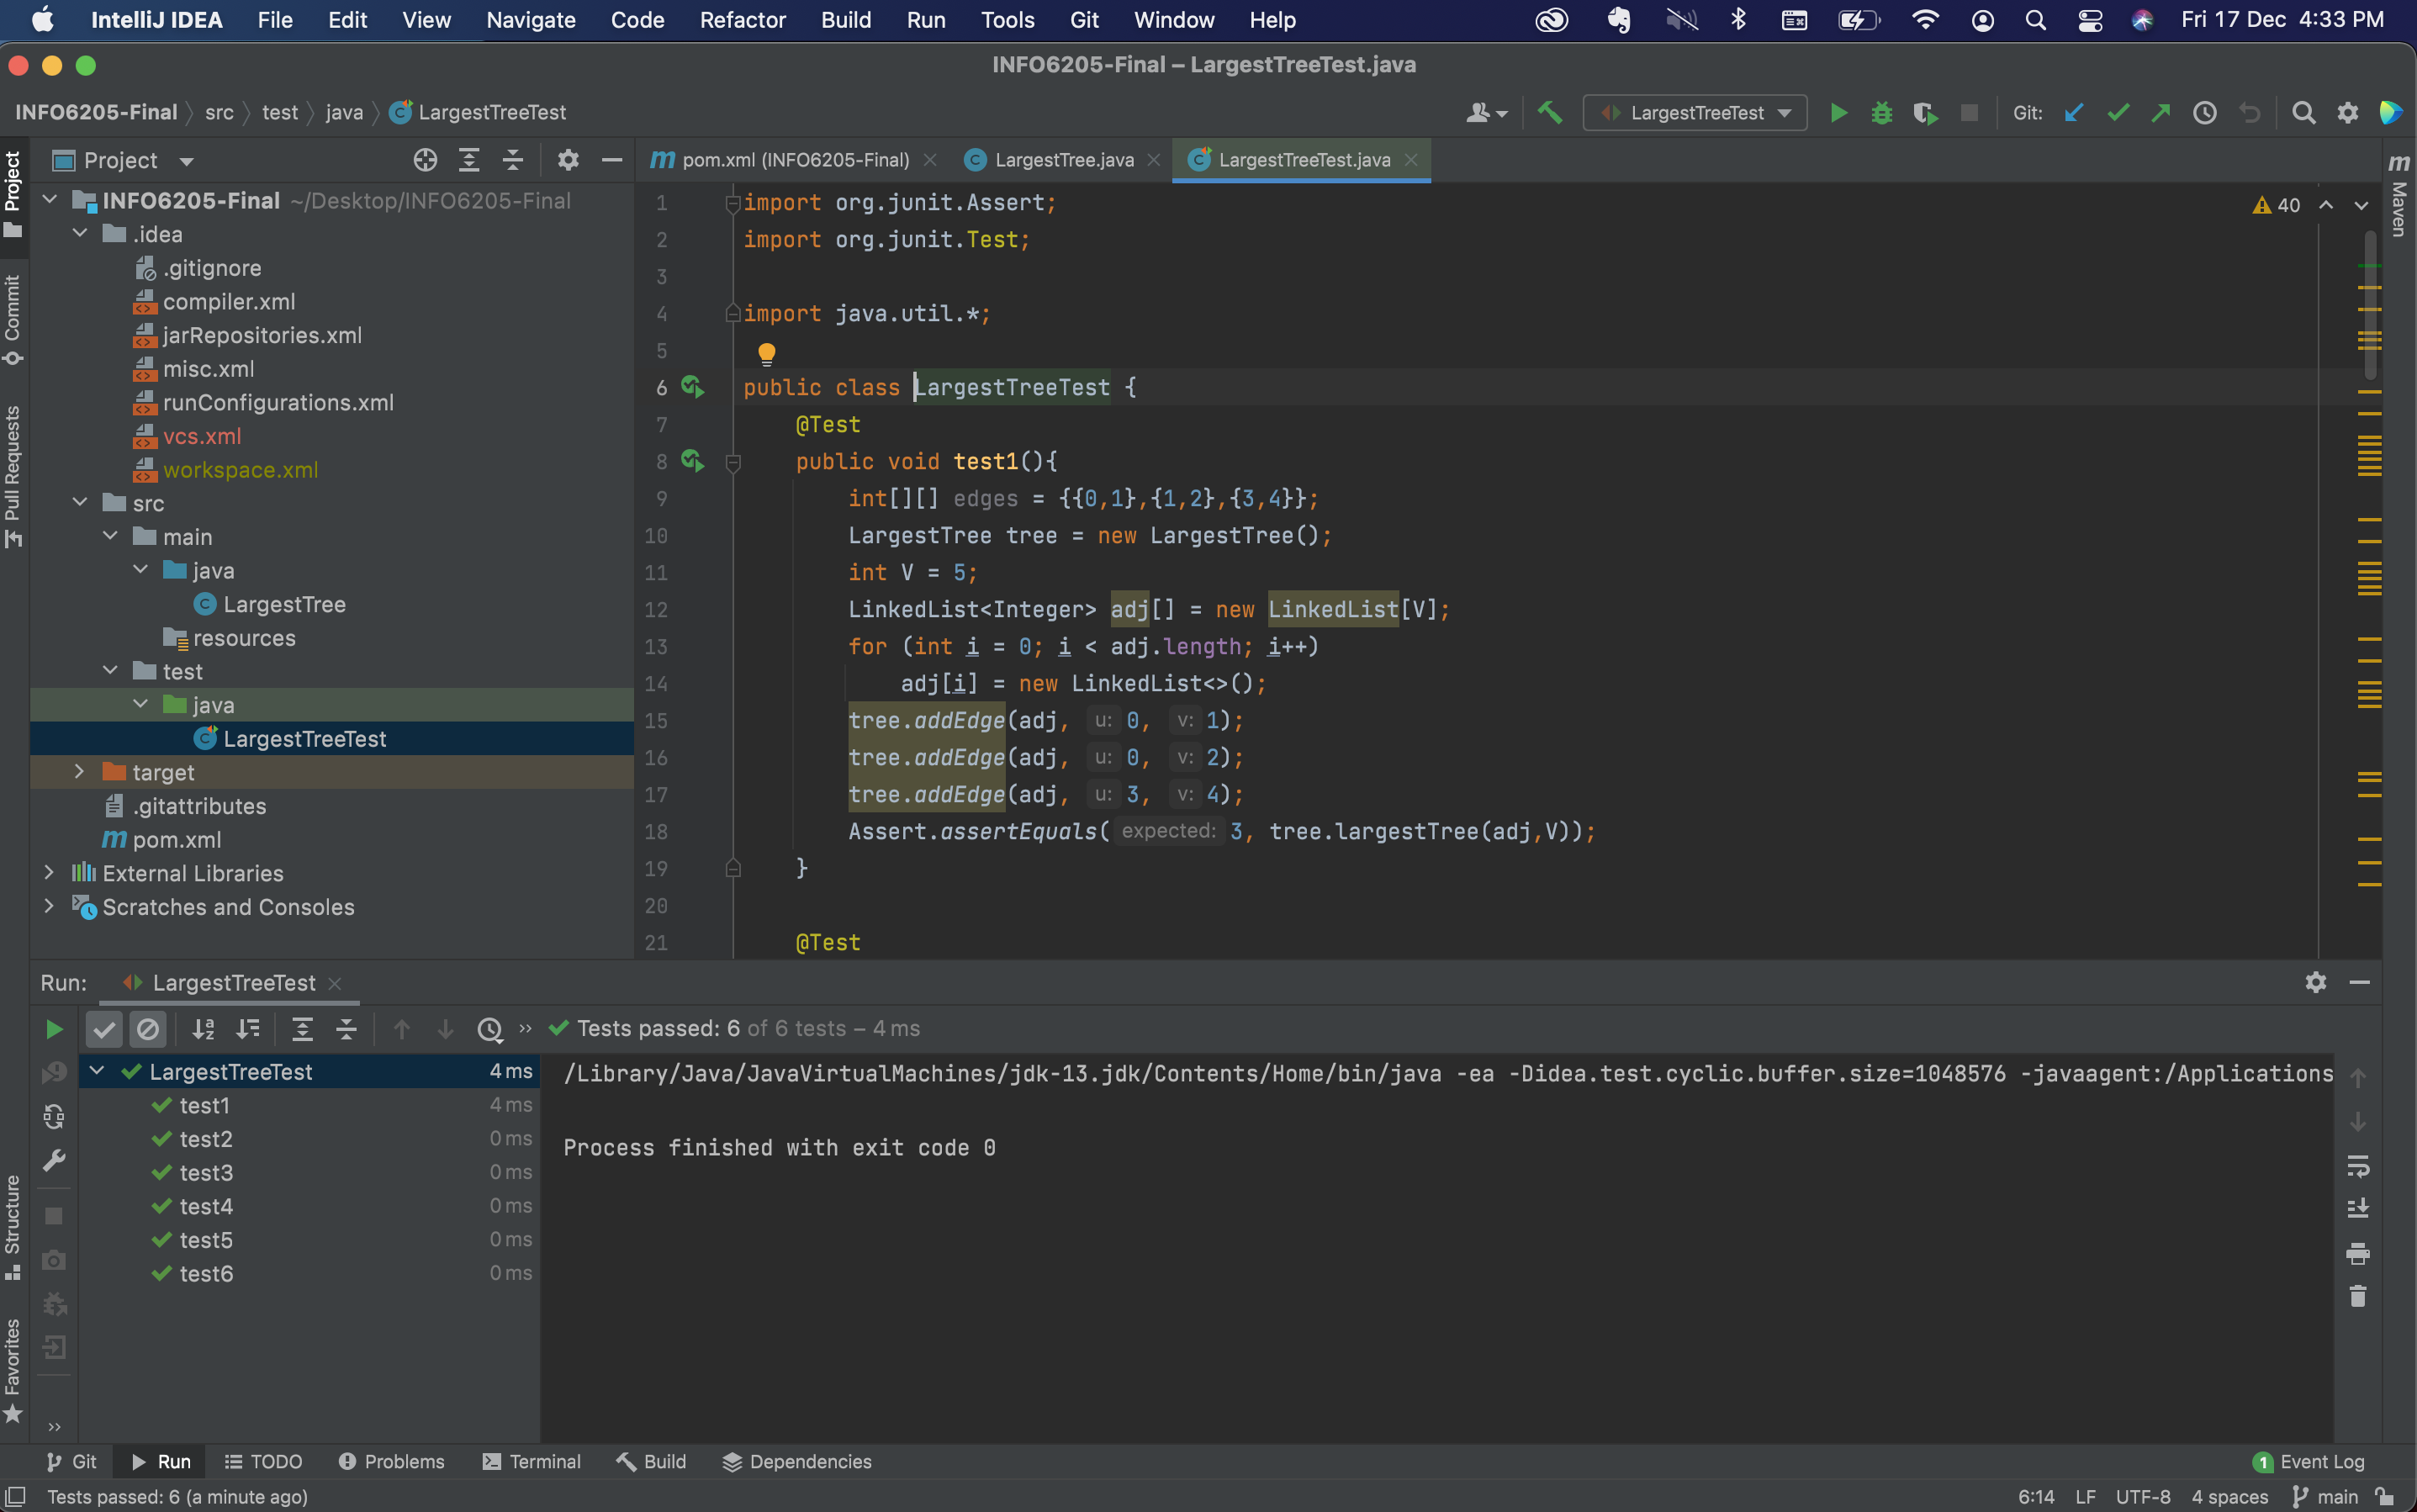 IntelliJ IDEA File Edit View Navigate Code Refactor Build Run Tools Git Window Help Fri 17 Dec 4:33 PM
INFO6205-Final – LargestTreeTest.java
INFO6205-Final src test java LargestTreeTest LargestTreeTest Git:
Project
Commit
Pull Requests
Structure
Favorites
Project
INFO6205-Final ~/Desktop/INFO6205-Final
.idea
.gitignore
compiler.xml
jarRepositories.xml
misc.xml
runConfigurations.xml
vcs.xml
workspace.xml
src
main
java
LargestTree
resources
test
java
LargestTreeTest
target
.gitattributes
pom.xml
External Libraries
Scratches and Consoles
pom.xml (INFO6205-Final) LargestTree.java LargestTreeTest.java
40
Maven
1 import org.junit.Assert;
2 import org.junit.Test;
3
4 import java.util.*;
5
6 public class LargestTreeTest {
7 @Test
8 public void test1(){
9 int[][] edges = {{0,1},{1,2},{3,4}};
10 LargestTree tree = new LargestTree();
11 int V = 5;
12 LinkedList<Integer> adj[] = new LinkedList[V];
13 for (int i = 0; i < adj.length; i++)
14 adj[i] = new LinkedList<>();
15 tree.addEdge(adj, u: 0, v: 1);
16 tree.addEdge(adj, u: 0, v: 2);
17 tree.addEdge(adj, u: 3, v: 4);
18 Assert.assertEquals( expected: 3, tree.largestTree(adj,V));
19 }
20
21 @Test
Run: LargestTreeTest
Tests passed: 6 of 6 tests – 4 ms
LargestTreeTest 4 ms
test1 4 ms
test2 0 ms
test3 0 ms
test4 0 ms
test5 0 ms
test6 0 ms
/Library/Java/JavaVirtualMachines/jdk-13.jdk/Contents/Home/bin/java -ea -Didea.test.cyclic.buffer.size=1048576 -javaagent:/Applications
Process finished with exit code 0
Git Run TODO Problems Terminal Build Dependencies 1 Event Log
Tests passed: 6 (a minute ago) 6:14 LF UTF-8 4 spaces main